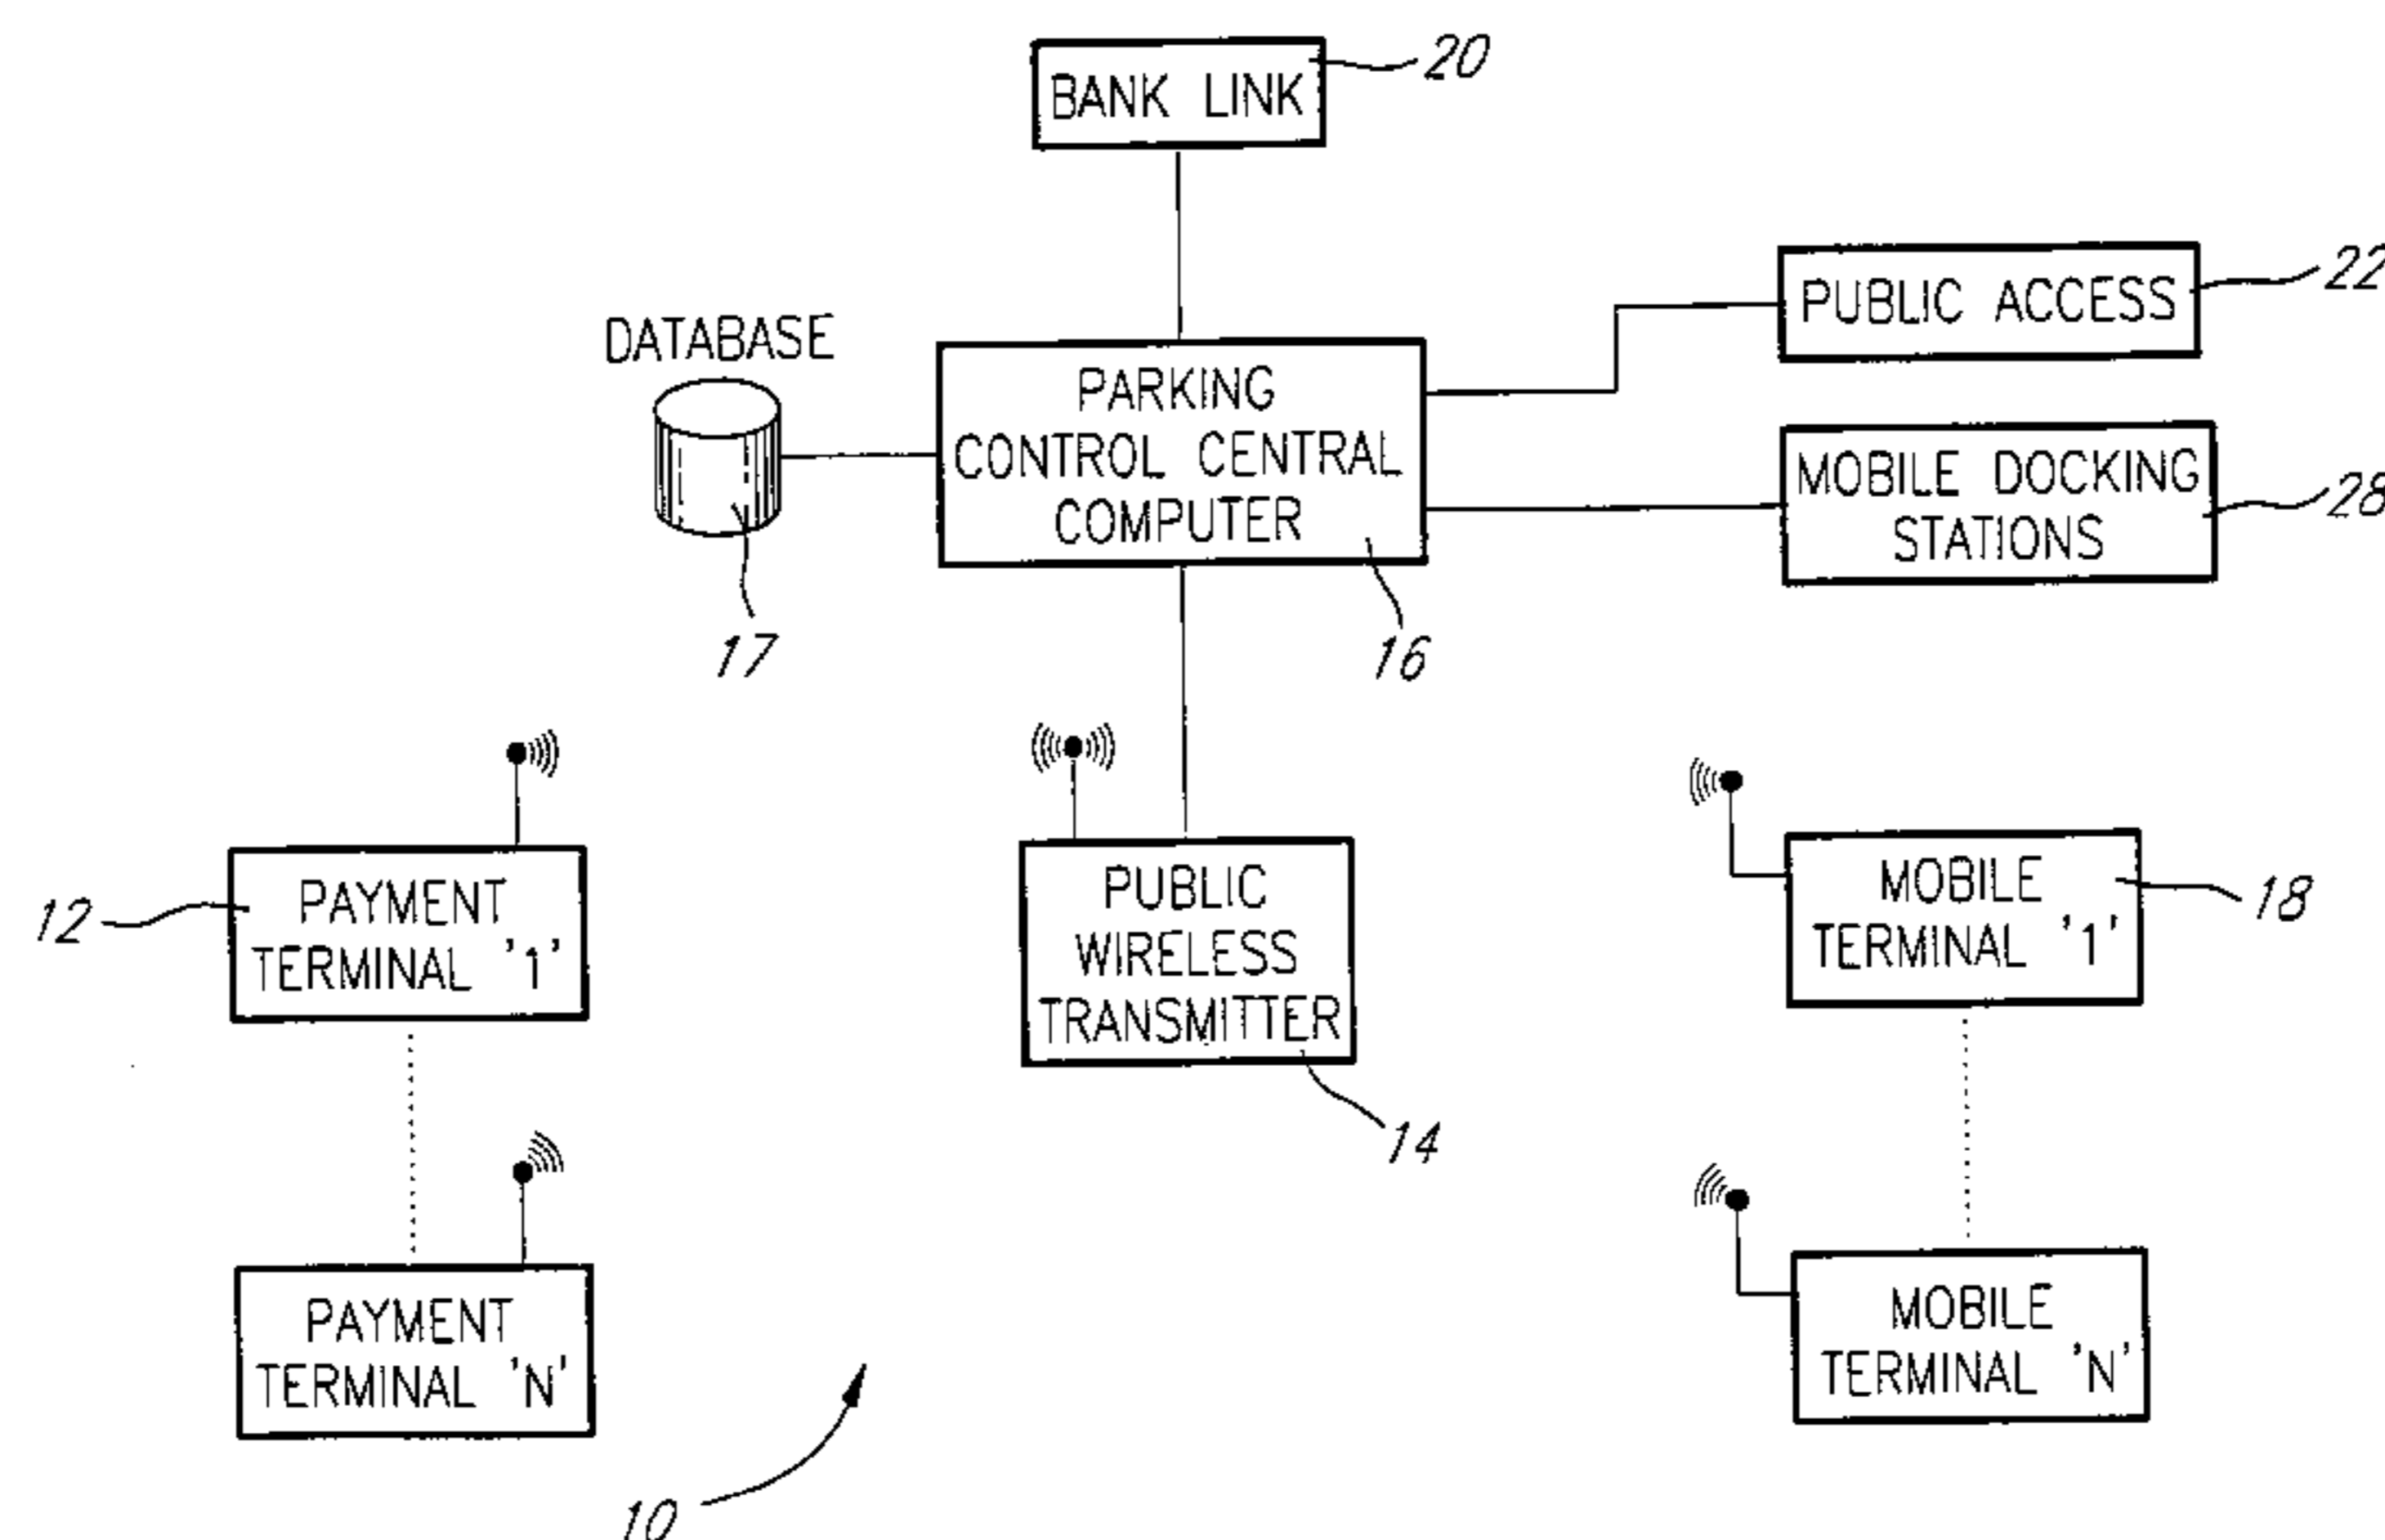 BANK LINK
20
PUBLIC ACCESS
22
DATABASE
PARKING
CONTROL CENTRAL
COMPUTER
MOBILE DOCKING
STATIONS
28
17
16
12
PAYMENT
TERMINAL '1'
PUBLIC
WIRELESS
TRANSMITTER
14
MOBILE
TERMINAL '1'
18
PAYMENT
TERMINAL 'N'
MOBILE
TERMINAL 'N'
10